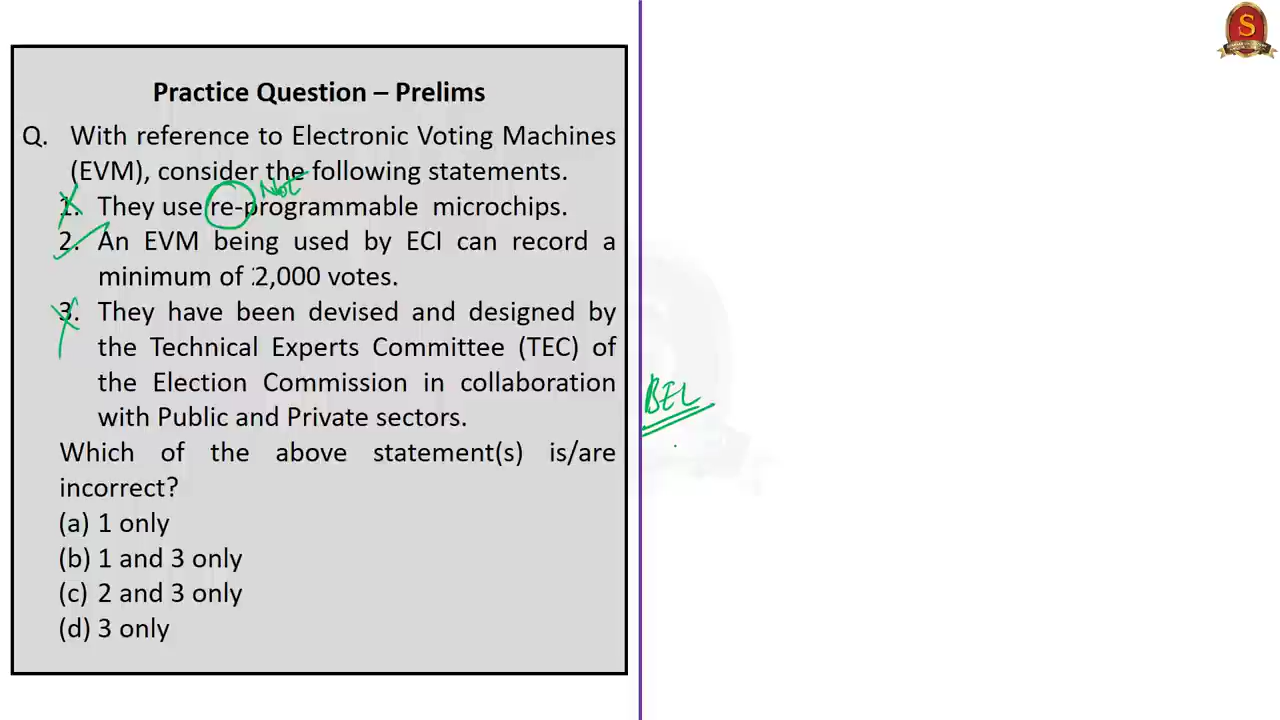 S
Practice Question – Prelims
Q. With reference to Electronic Voting Machines
(EVM), consider the following statements.
Not
1. They use re-programmable microchips.
2. An EVM being used by ECI can record a
minimum of 2,000 votes.
3. They have been devised and designed by
the Technical Experts Committee (TEC) of
the Election Commission in collaboration
with Public and Private sectors.
BEL
Which of the above statement(s) is/are
incorrect?
(a) 1 only
(b) 1 and 3 only
(c) 2 and 3 only
(d) 3 only